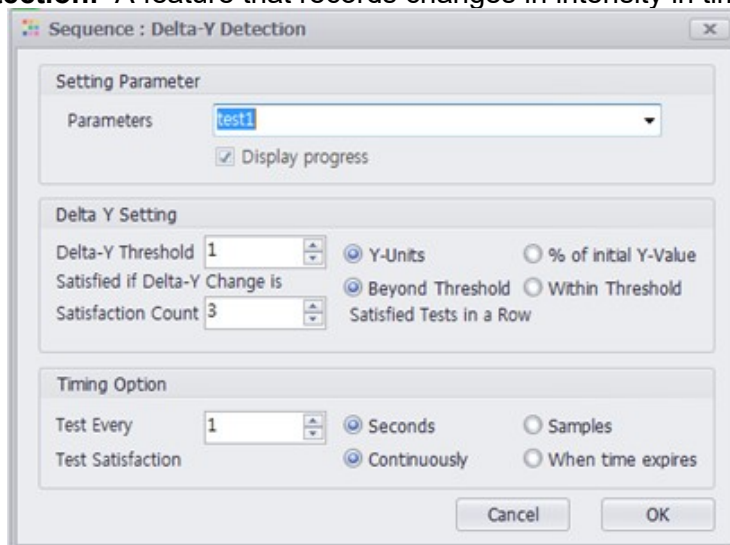 ection: A feature that records changes in intensity in tim
Sequence : Delta-Y Detection
Setting Parameter
Parameters test1
Display progress
Delta Y Setting
Delta-Y Threshold 1 Y-Units % of initial Y-Value
Satisfied if Delta-Y Change is Beyond Threshold Within Threshold
Satisfaction Count 3 Satisfied Tests in a Row
Timing Option
Test Every 1 Seconds Samples
Test Satisfaction Continuously When time expires
Cancel OK